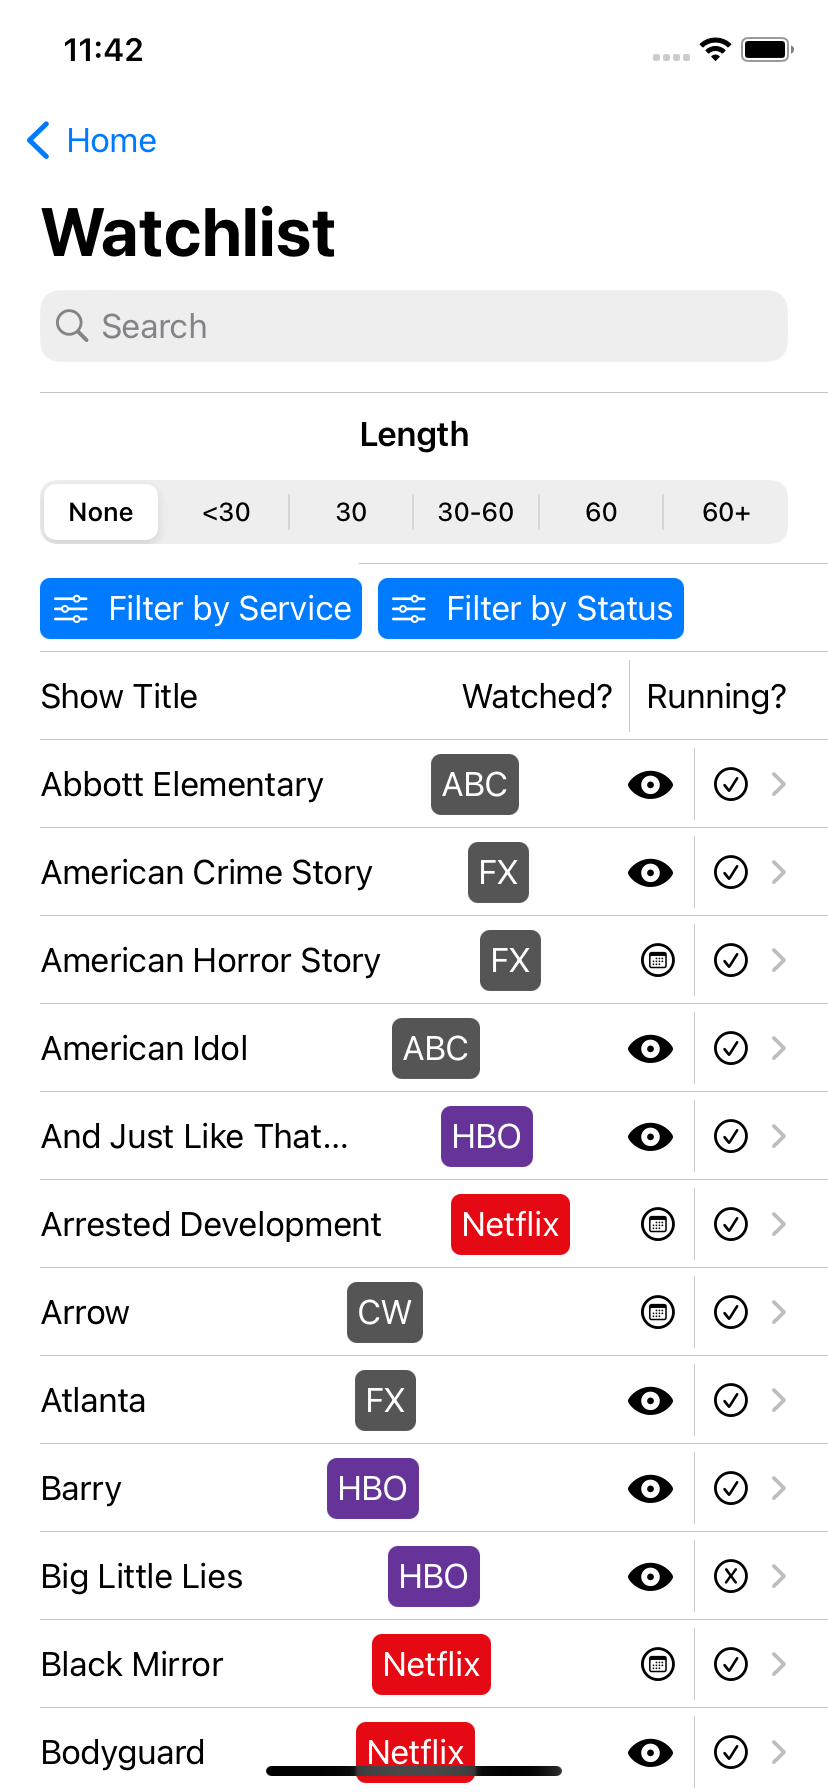 11:42
Home
Watchlist
Search
Length
None <30 30 30-60 60 60+
Filter by Service Filter by Status
Show Title Watched? Running?
Abbott Elementary ABC
American Crime Story FX
American Horror Story FX
American Idol ABC
And Just Like That... HBO
Arrested Development Netflix
Arrow CW
Atlanta FX
Barry HBO
Big Little Lies HBO
Black Mirror Netflix
Bodyguard Netflix